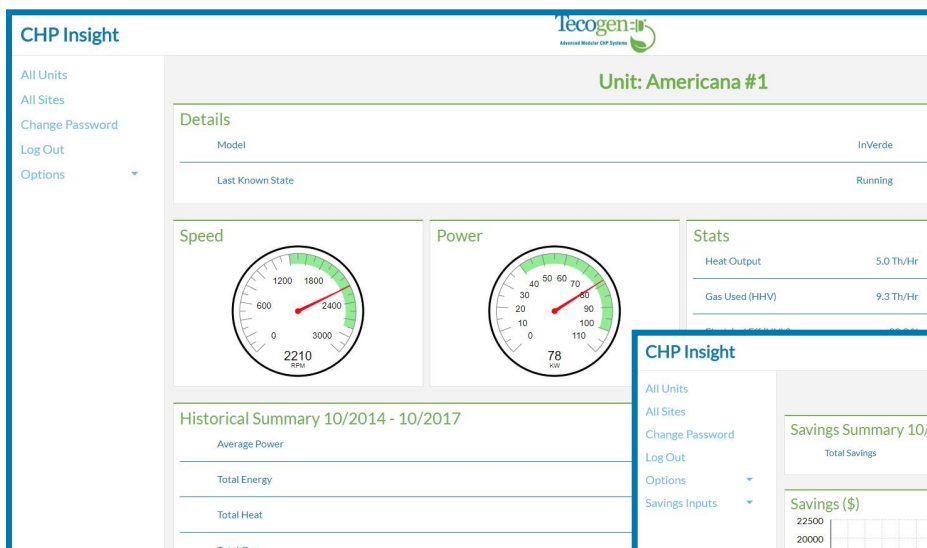 CHP Insight
Tecogen
Advanced Modular CHP Systems
All Units
All Sites
Change Password
Log Out
Options
Unit: Americana #1
Details
Model InVerde
Last Known State Running
Speed
0 600 1200 1800 2400 3000
2210
RPM
Power
0 10 20 30 40 50 60 70 80 90 100 110
78
KW
Stats
Heat Output 5.0 Th/Hr
Gas Used (HHV) 9.3 Th/Hr
Historical Summary 10/2014 - 10/2017
Average Power
Total Energy
Total Heat
CHP Insight
All Units
All Sites
Change Password
Log Out
Options
Savings Inputs
Savings Summary 10/
Total Savings
Savings ($)
22500
20000